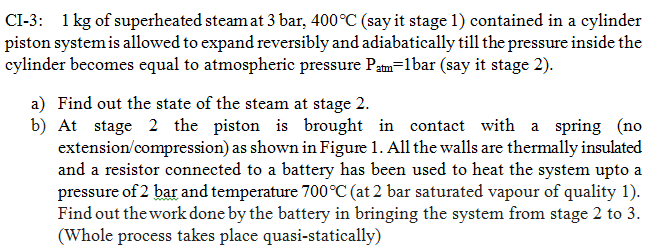 CI-3: 1 kg of superheated steam at 3 bar, 400°C (say it stage 1) contained in a cylinder
piston system is allowed to expand reversibly and adiabatically till the pressure inside the
cylinder becomes equal to atmospheric pressure Patm=1bar (say it stage 2).
a) Find out the state of the steam at stage 2.
b) At stage 2 the piston is brought in contact with a spring (no
extension/compression) as shown in Figure 1. All the walls are thermally insulated
and a resistor connected to a battery has been used to heat the system upto a
pressure of 2 bar and temperature 700°C (at 2 bar saturated vapour of quality 1).
Find out the work done by the battery in bringing the system from stage 2 to 3.
(Whole process takes place quasi-statically)